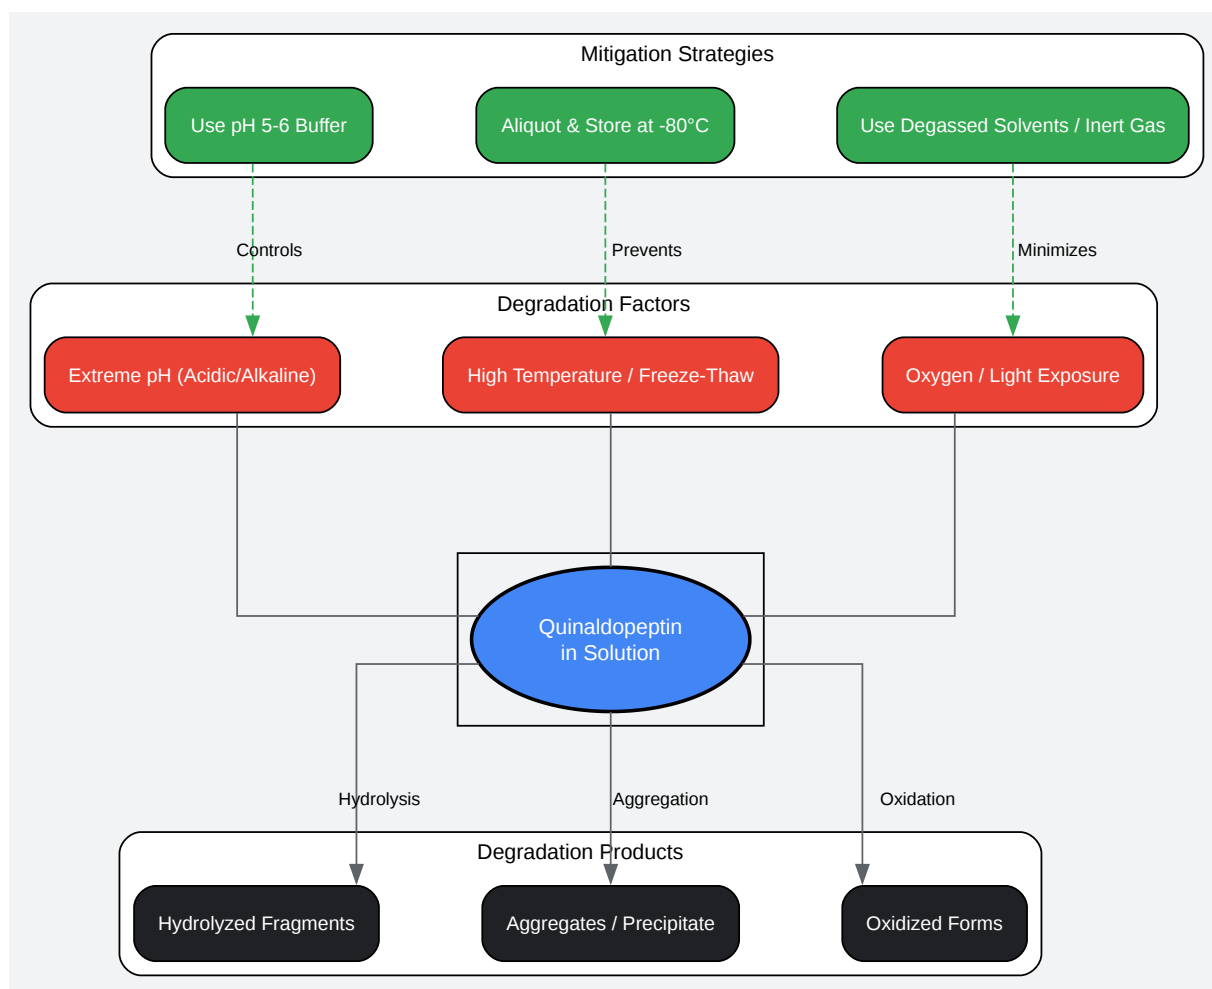 Mitigation Strategies
Use pH 5-6 Buffer
Aliquot & Store at -80°C
Use Degassed Solvents / Inert Gas
Controls
Prevents
Minimizes
Degradation Factors
Extreme pH (Acidic/Alkaline)
High Temperature / Freeze-Thaw
Oxygen / Light Exposure
Quinaldopeptin
in Solution
Hydrolysis
Aggregation
Oxidation
Degradation Products
Hydrolyzed Fragments
Aggregates / Precipitate
Oxidized Forms